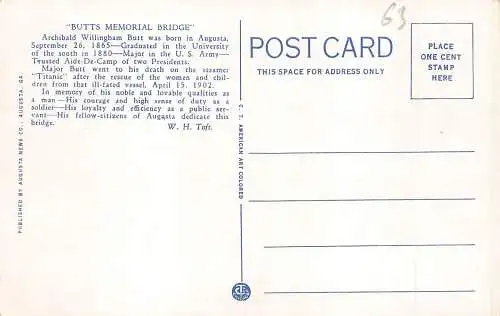 "BUTTS MEMORIAL BRIDGE"
Archibald Willingham Butt was born in Augusta,
September 26, 1865—Graduated in the University
of the south in 1880—Major in the U. S. Army—
Trusted Aide-De-Camp of two Presidents.
Major Butt went to his death on the steamer
"Titanic" after the rescue of the women and chil-
dren from that ill-fated vessel, April 15, 1902.
In memory of his noble and lovable qualities as
a man—His courage and high sense of duty as a
soldier—His loyalty and efficiency as a public ser-
vant—His fellow-citizens of Augusta dedicate this
bridge.
W. H. Taft.
PUBLISHED BY AUGUSTA NEWS CO., AUGUSTA, GA.
C. T. AMERICAN ART COLORED
63
POST CARD
THIS SPACE FOR ADDRESS ONLY
PLACE
ONE CENT
STAMP
HERE